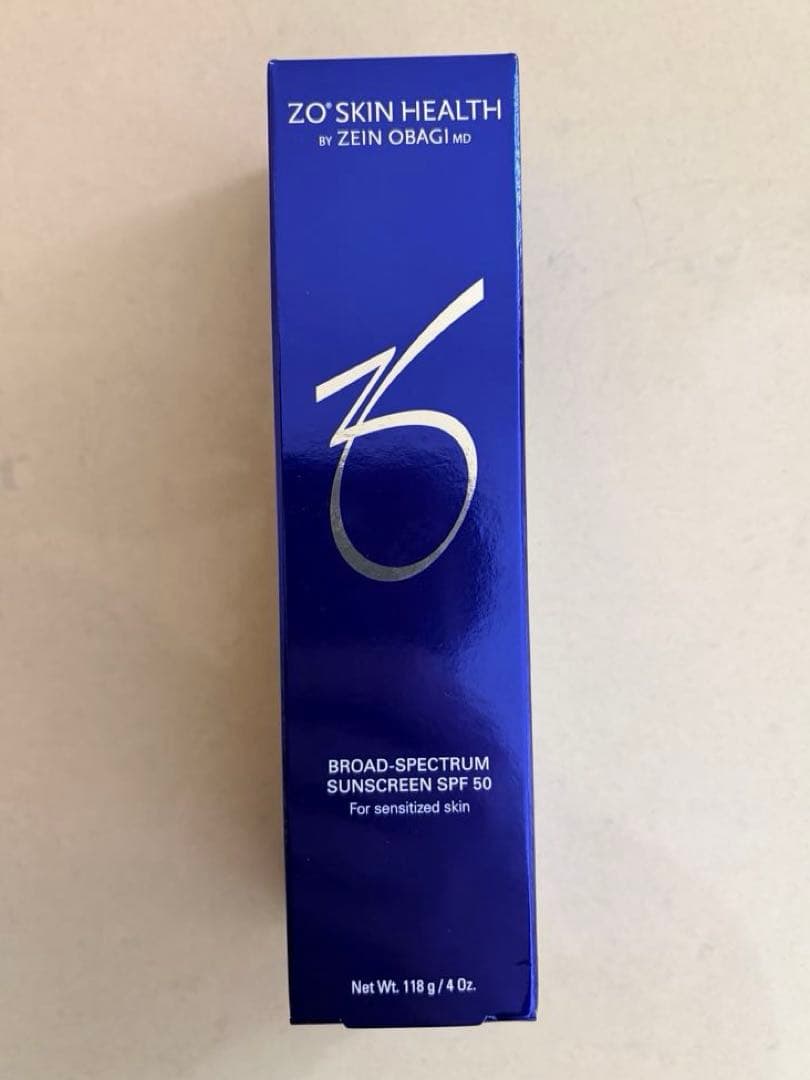 ZO® SKIN HEALTH
BY ZEIN OBAGI MD
ZO
BROAD-SPECTRUM
SUNSCREEN SPF 50
For sensitized skin
Net Wt. 118 g / 4 Oz.